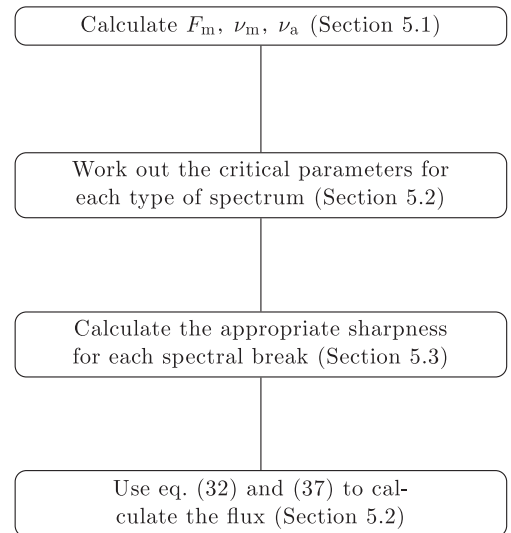 Calculate Fm, νm, νa (Section 5.1)
Work out the critical parameters for
each type of spectrum (Section 5.2)
Calculate the appropriate sharpness
for each spectral break (Section 5.3)
Use eq. (32) and (37) to cal-
culate the flux (Section 5.2)